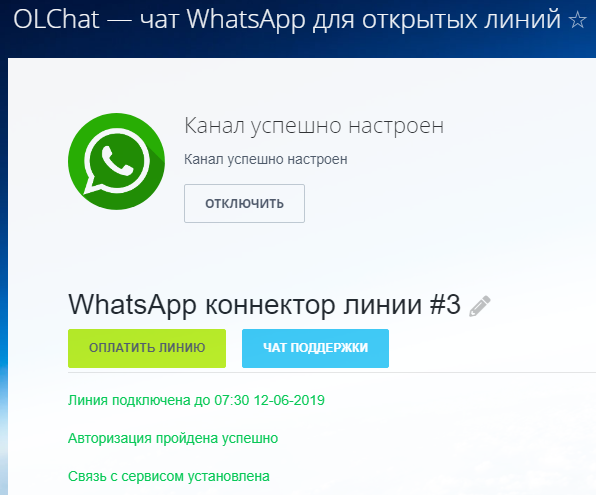 OLChat — чат WhatsApp для открытых линий
Канал успешно настроен
Канал успешно настроен
ОТКЛЮЧИТЬ
WhatsApp коннектор линии #3
ОПЛАТИТЬ ЛИНИЮ ЧАТ ПОДДЕРЖКИ
Линия подключена до 07:30 12-06-2019
Авторизация пройдена успешно
Связь с сервисом установлена